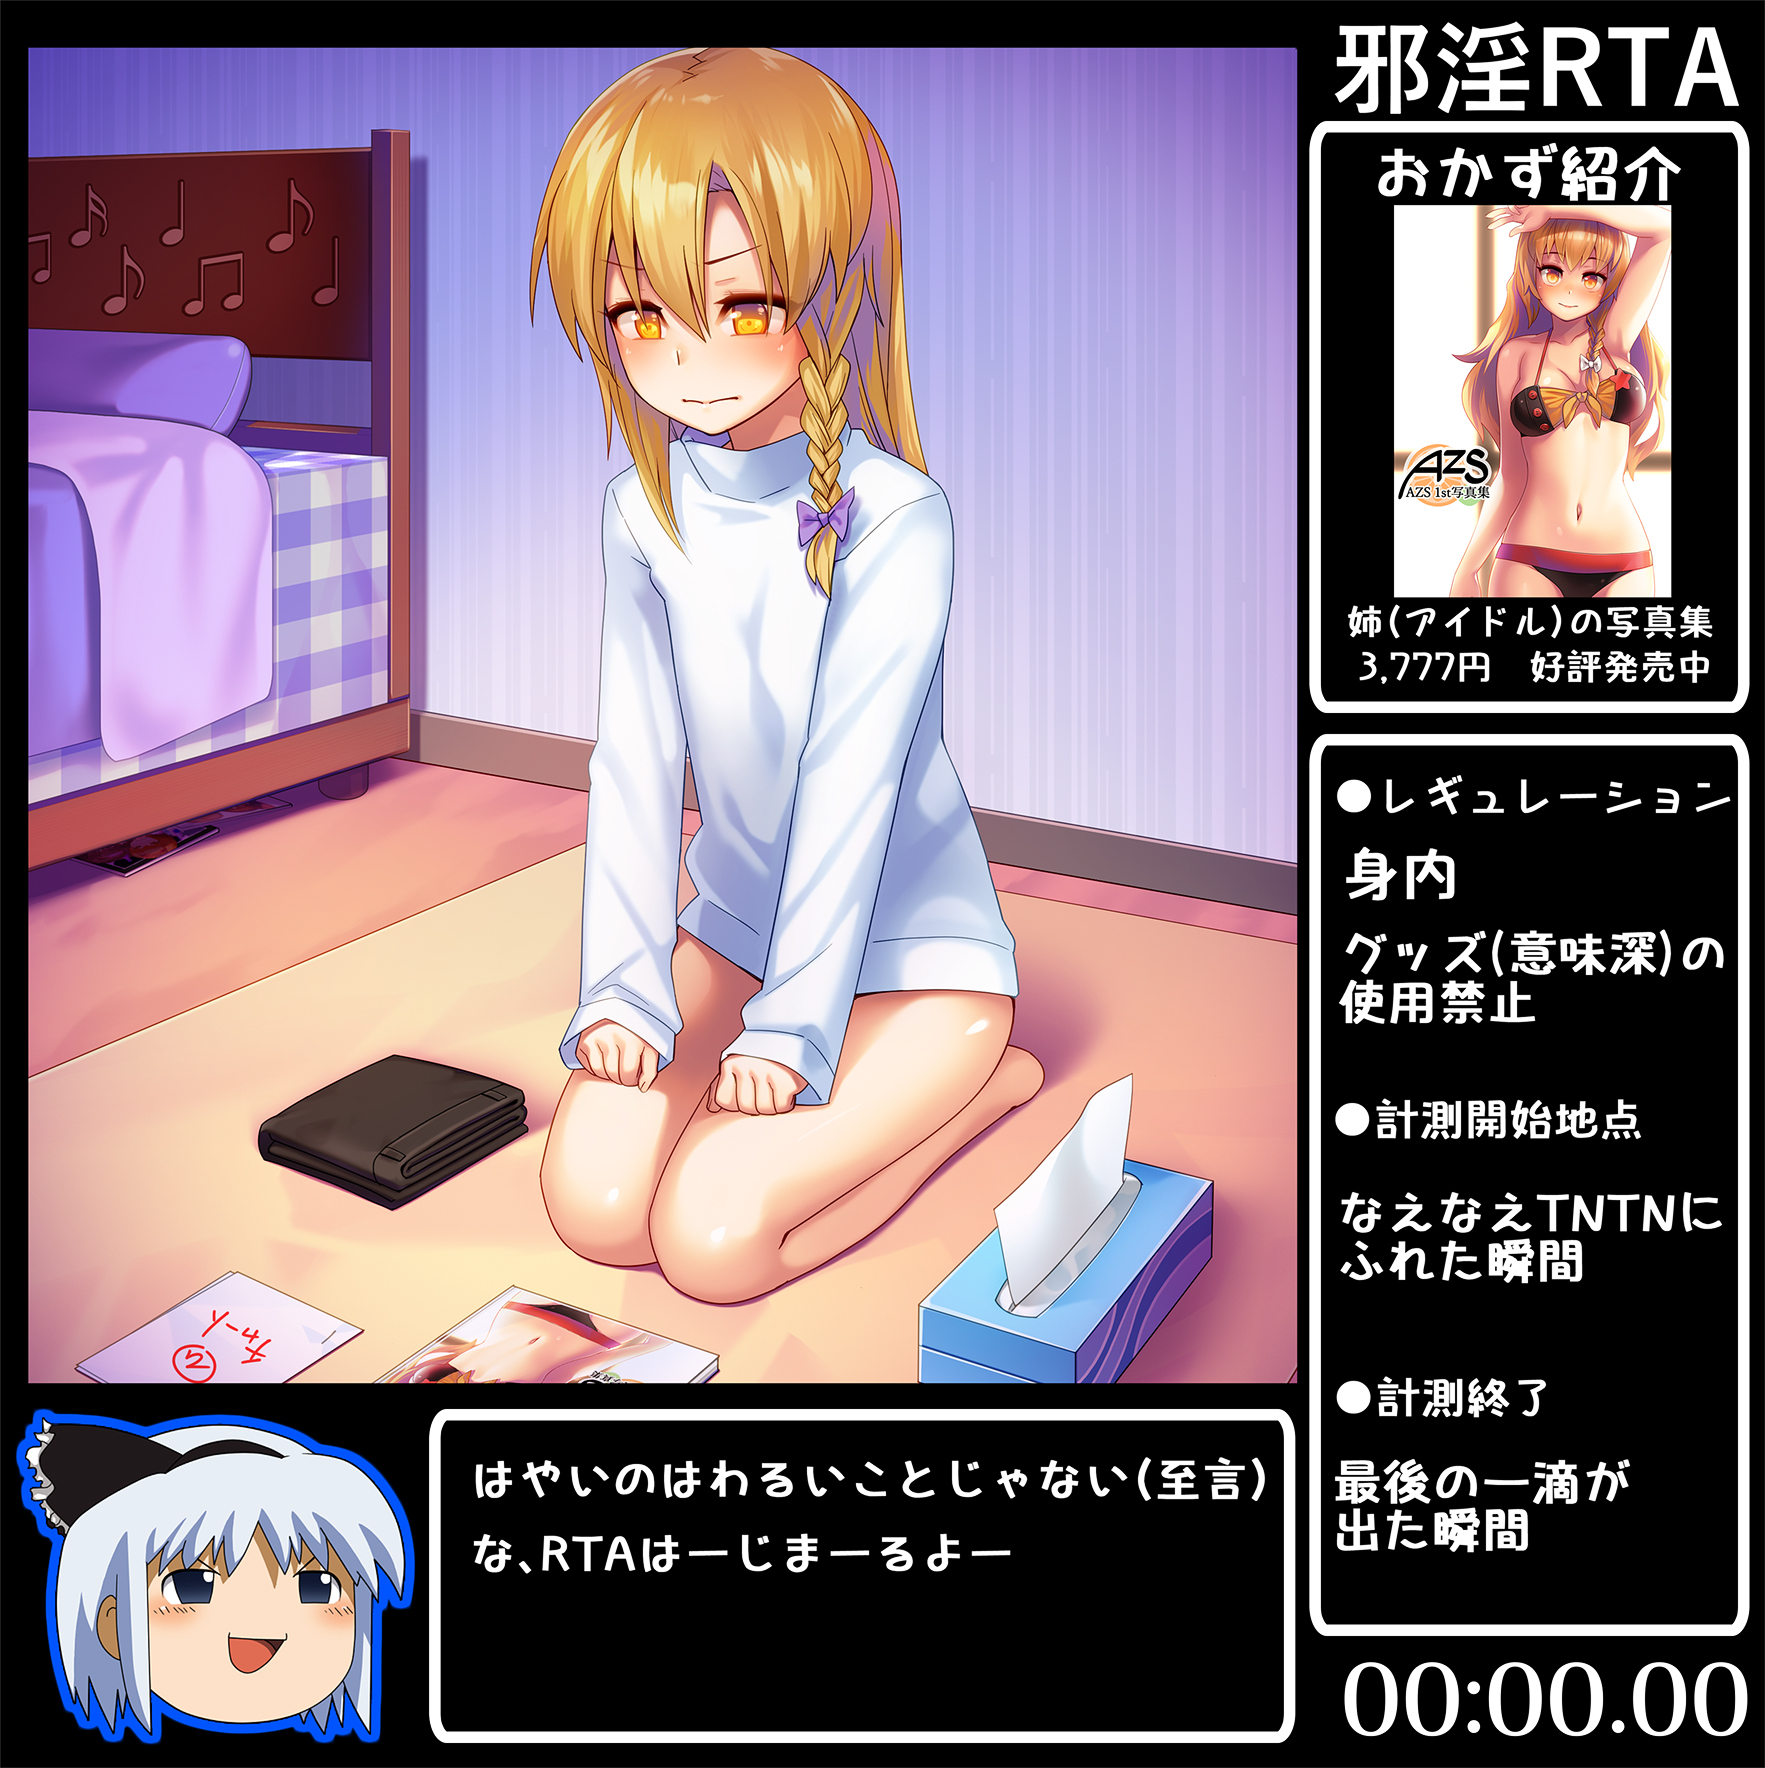 邪淫RTA
おかず紹介
AZS
AZS 1st写真集
姉(アイドル)の写真集
3,777円　好評発売中
●レギュレーション
身内
グッズ(意味深)の
使用禁止
●計測開始地点
なえなえTNTNに
ふれた瞬間
●計測終了
最後の一滴が
出た瞬間
00:00.00
チャート
②
はやいのはわるいことじゃない(至言)
な、RTAはーじまーるよー